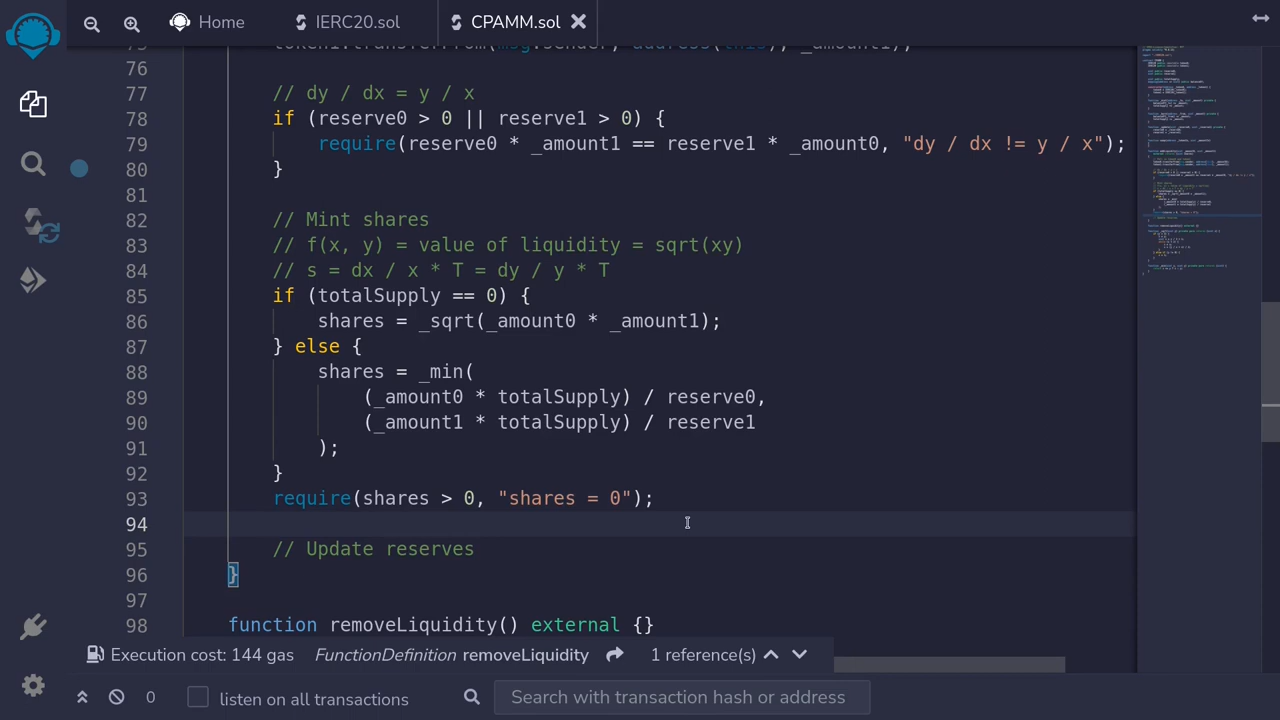 Home
IERC20.sol
CPAMM.sol
76
77 // dy / dx = y / x
78 if (reserve0 > 0 || reserve1 > 0) {
79 require(reserve0 * _amount1 == reserve1 * _amount0, "dy / dx != y / x");
80 }
81
82 // Mint shares
83 // f(x, y) = value of liquidity = sqrt(xy)
84 // s = dx / x * T = dy / y * T
85 if (totalSupply == 0) {
86 shares = _sqrt(_amount0 * _amount1);
87 } else {
88 shares = _min(
89 (_amount0 * totalSupply) / reserve0,
90 (_amount1 * totalSupply) / reserve1
91 );
92 }
93 require(shares > 0, "shares = 0");
94
95 // Update reserves
96 }
97
98 function removeLiquidity() external {}
Execution cost: 144 gas FunctionDefinition removeLiquidity 1 reference(s)
0 listen on all transactions Search with transaction hash or address